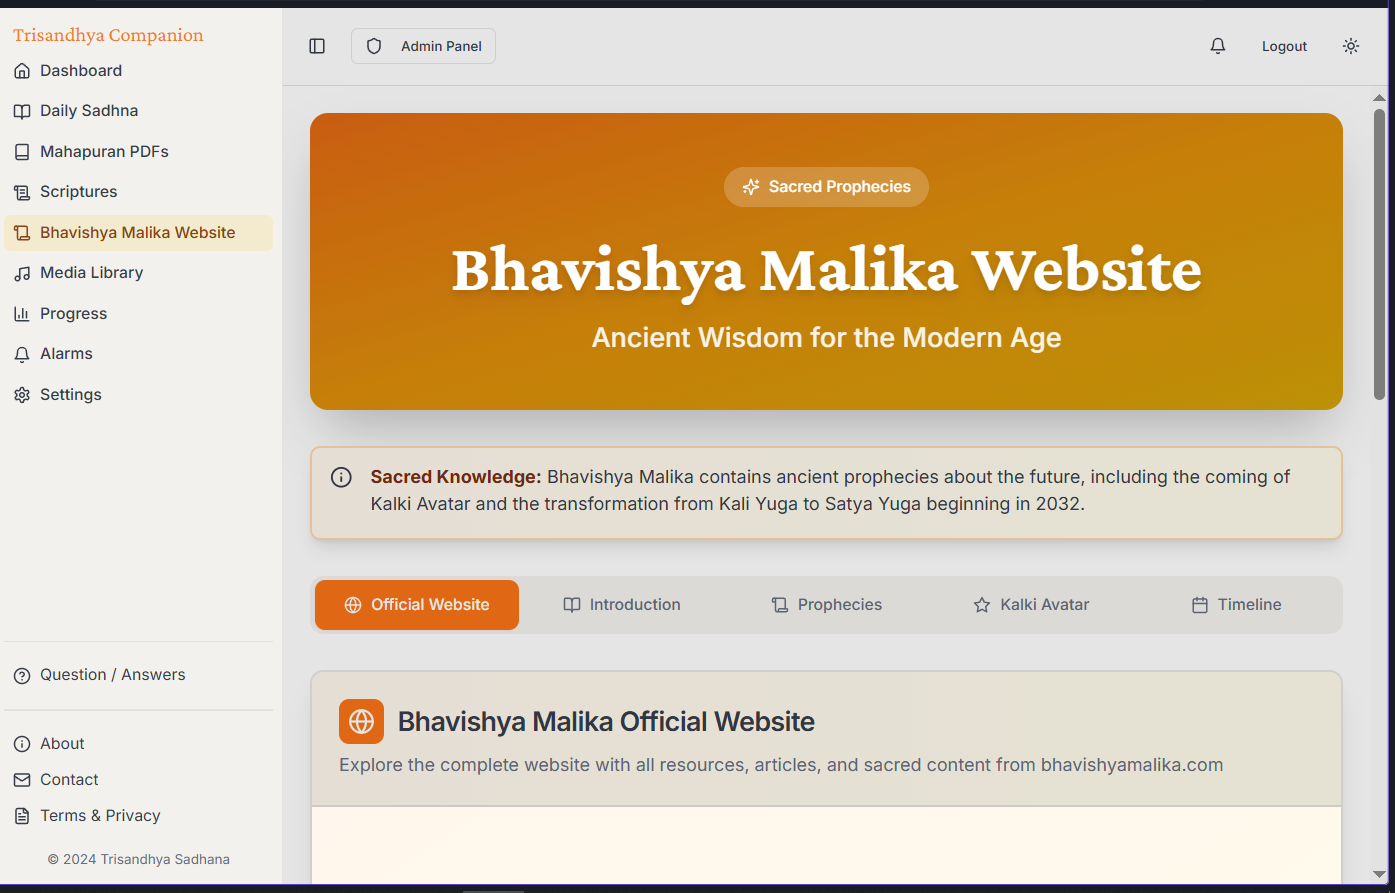 Trisandhya Companion
Dashboard
Daily Sadhna
Mahapuran PDFs
Scriptures
Bhavishya Malika Website
Media Library
Progress
Alarms
Settings
Question / Answers
About
Contact
Terms & Privacy
© 2024 Trisandhya Sadhana
Admin Panel
Logout
Sacred Prophecies
Bhavishya Malika Website
Ancient Wisdom for the Modern Age
Sacred Knowledge: Bhavishya Malika contains ancient prophecies about the future, including the coming of
Kalki Avatar and the transformation from Kali Yuga to Satya Yuga beginning in 2032.
Official Website
Introduction
Prophecies
Kalki Avatar
Timeline
Bhavishya Malika Official Website
Explore the complete website with all resources, articles, and sacred content from bhavishyamalika.com